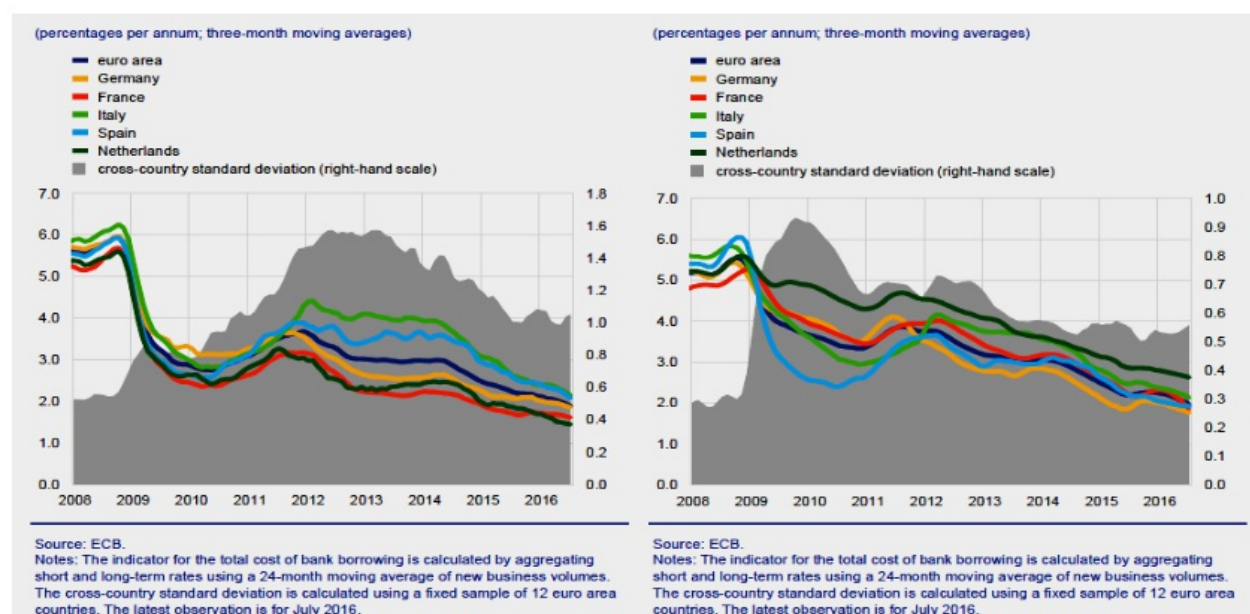 (percentages per annum; three-month moving averages)
euro area
Germany
France
Italy
Spain
Netherlands
cross-country standard deviation (right-hand scale)
7.0 1.8
6.0 1.6
5.0 1.4
4.0 1.2
3.0 1.0
2.0 0.8
1.0 0.6
0.0 0.4
0.2
0.0
2008 2009 2010 2011 2012 2013 2014 2015 2016
Source: ECB.
Notes: The indicator for the total cost of bank borrowing is calculated by aggregating
short and long-term rates using a 24-month moving average of new business volumes.
The cross-country standard deviation is calculated using a fixed sample of 12 euro area
countries. The latest observation is for July 2016.
(percentages per annum; three-month moving averages)
euro area
Germany
France
Italy
Spain
Netherlands
cross-country standard deviation (right-hand scale)
7.0 1.0
6.0 0.9
5.0 0.8
4.0 0.7
3.0 0.6
2.0 0.5
1.0 0.4
0.0 0.3
0.2
0.1
0.0
2008 2009 2010 2011 2012 2013 2014 2015 2016
Source: ECB.
Notes: The indicator for the total cost of bank borrowing is calculated by aggregating
short and long-term rates using a 24-month moving average of new business volumes.
The cross-country standard deviation is calculated using a fixed sample of 12 euro area
countries. The latest observation is for July 2016.